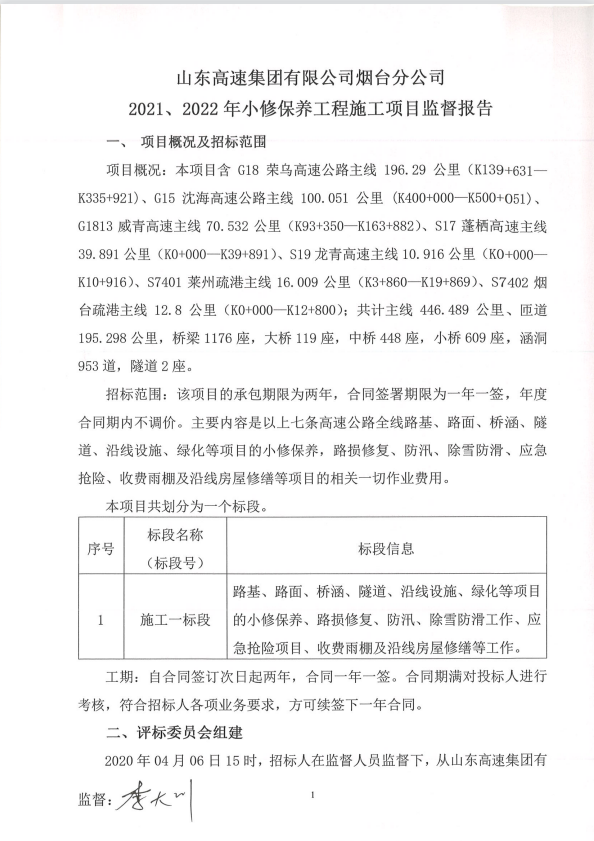 山东高速集团有限公司烟台分公司
2021、2022年小修保养工程施工项目监督报告
一、 项目概况及招标范围
项目概况：本项目含 G18 荣乌高速公路主线 196.29 公里（K139+631—
K335+921）、G15 沈海高速公路主线 100.051 公里（K400+000—K500+051）、
G1813 威青高速主线 70.532 公里（K93+350—K163+882）、S17 蓬栖高速主线
39.891 公里（K0+000—K39+891）、S19 龙青高速主线 10.916 公里（K0+000—
K10+916）、S7401 莱州疏港主线 16.009 公里（K3+860—K19+869）、S7402 烟
台疏港主线 12.8 公里（K0+000—K12+800）；共计主线 446.489 公里、匝道
195.298 公里，桥梁 1176 座，大桥 119 座，中桥 448 座，小桥 609 座，涵洞
953 道，隧道 2 座。
招标范围：该项目的承包期限为两年，合同签署期限为一年一签，年度
合同期内不调价。主要内容是以上七条高速公路全线路基、路面、桥涵、隧
道、沿线设施、绿化等项目的小修保养，路损修复、防汛、除雪防滑、应急
抢险、收费雨棚及沿线房屋修缮等项目的相关一切作业费用。
本项目共划分为一个标段。
序号 标段名称（标段号） 标段信息
1 施工一标段 路基、路面、桥涵、隧道、沿线设施、绿化等项目
的小修保养、路损修复、防汛、除雪防滑工作、应
急抢险项目、收费雨棚及沿线房屋修缮等工作。
工期：自合同签订次日起两年，合同一年一签。合同期满对投标人进行
考核，符合招标人各项业务要求，方可续签下一年合同。
二、评标委员会组建
2020 年 04 月 06 日 15 时，招标人在监督人员监督下，从山东高速集团有
监督：李大川
1